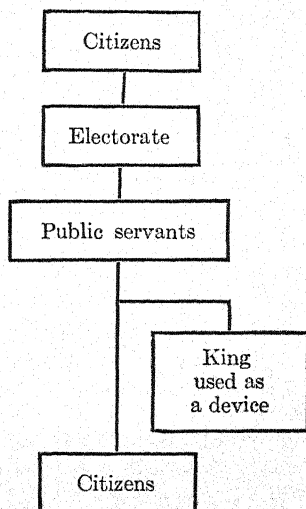 Citizens
Electorate
Public servants
King
used as
a device
Citizens